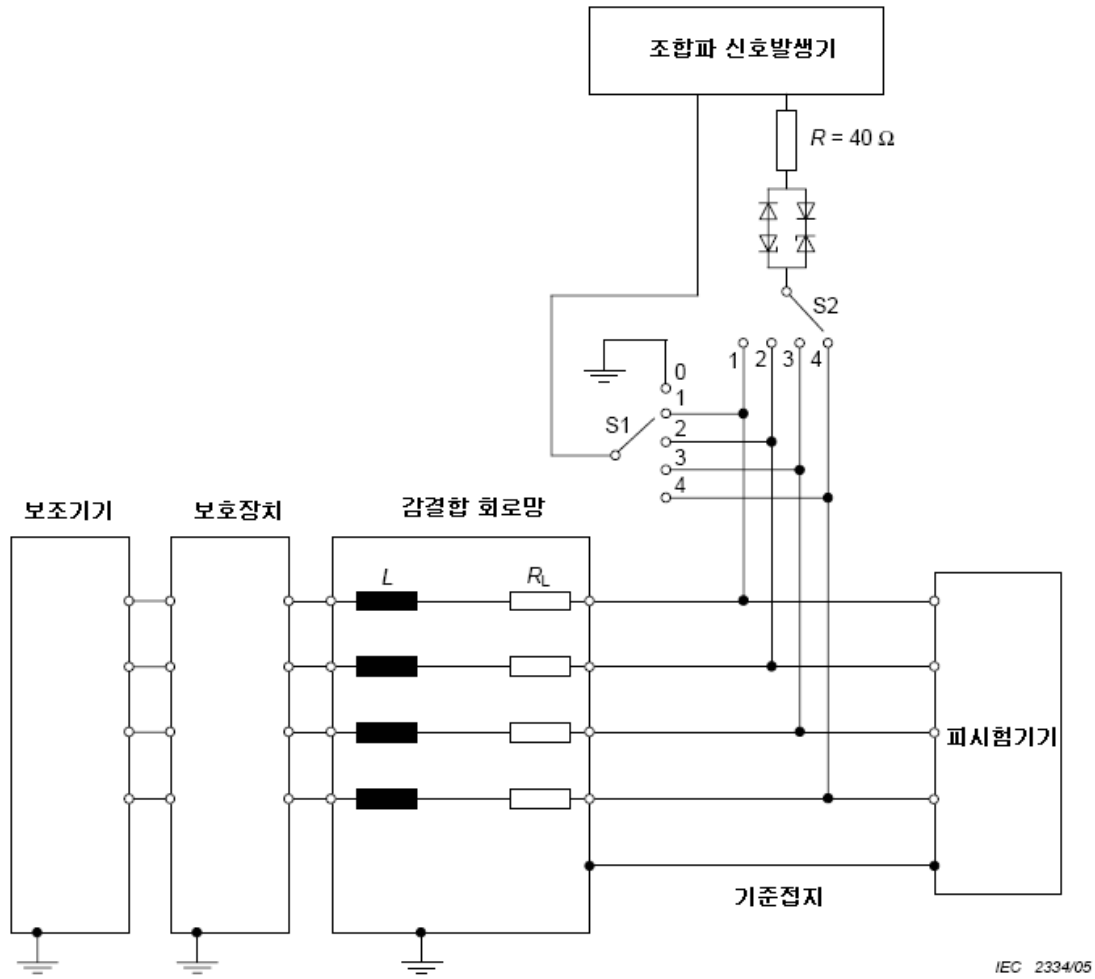 조합파 신호발생기
R = 40 Ω
S2
1 2 3 4
0
1
S1
2
3
4
보조기기
보호장치
감결합 회로망
L
RL
피시험기기
기준접지
IEC 2334/05